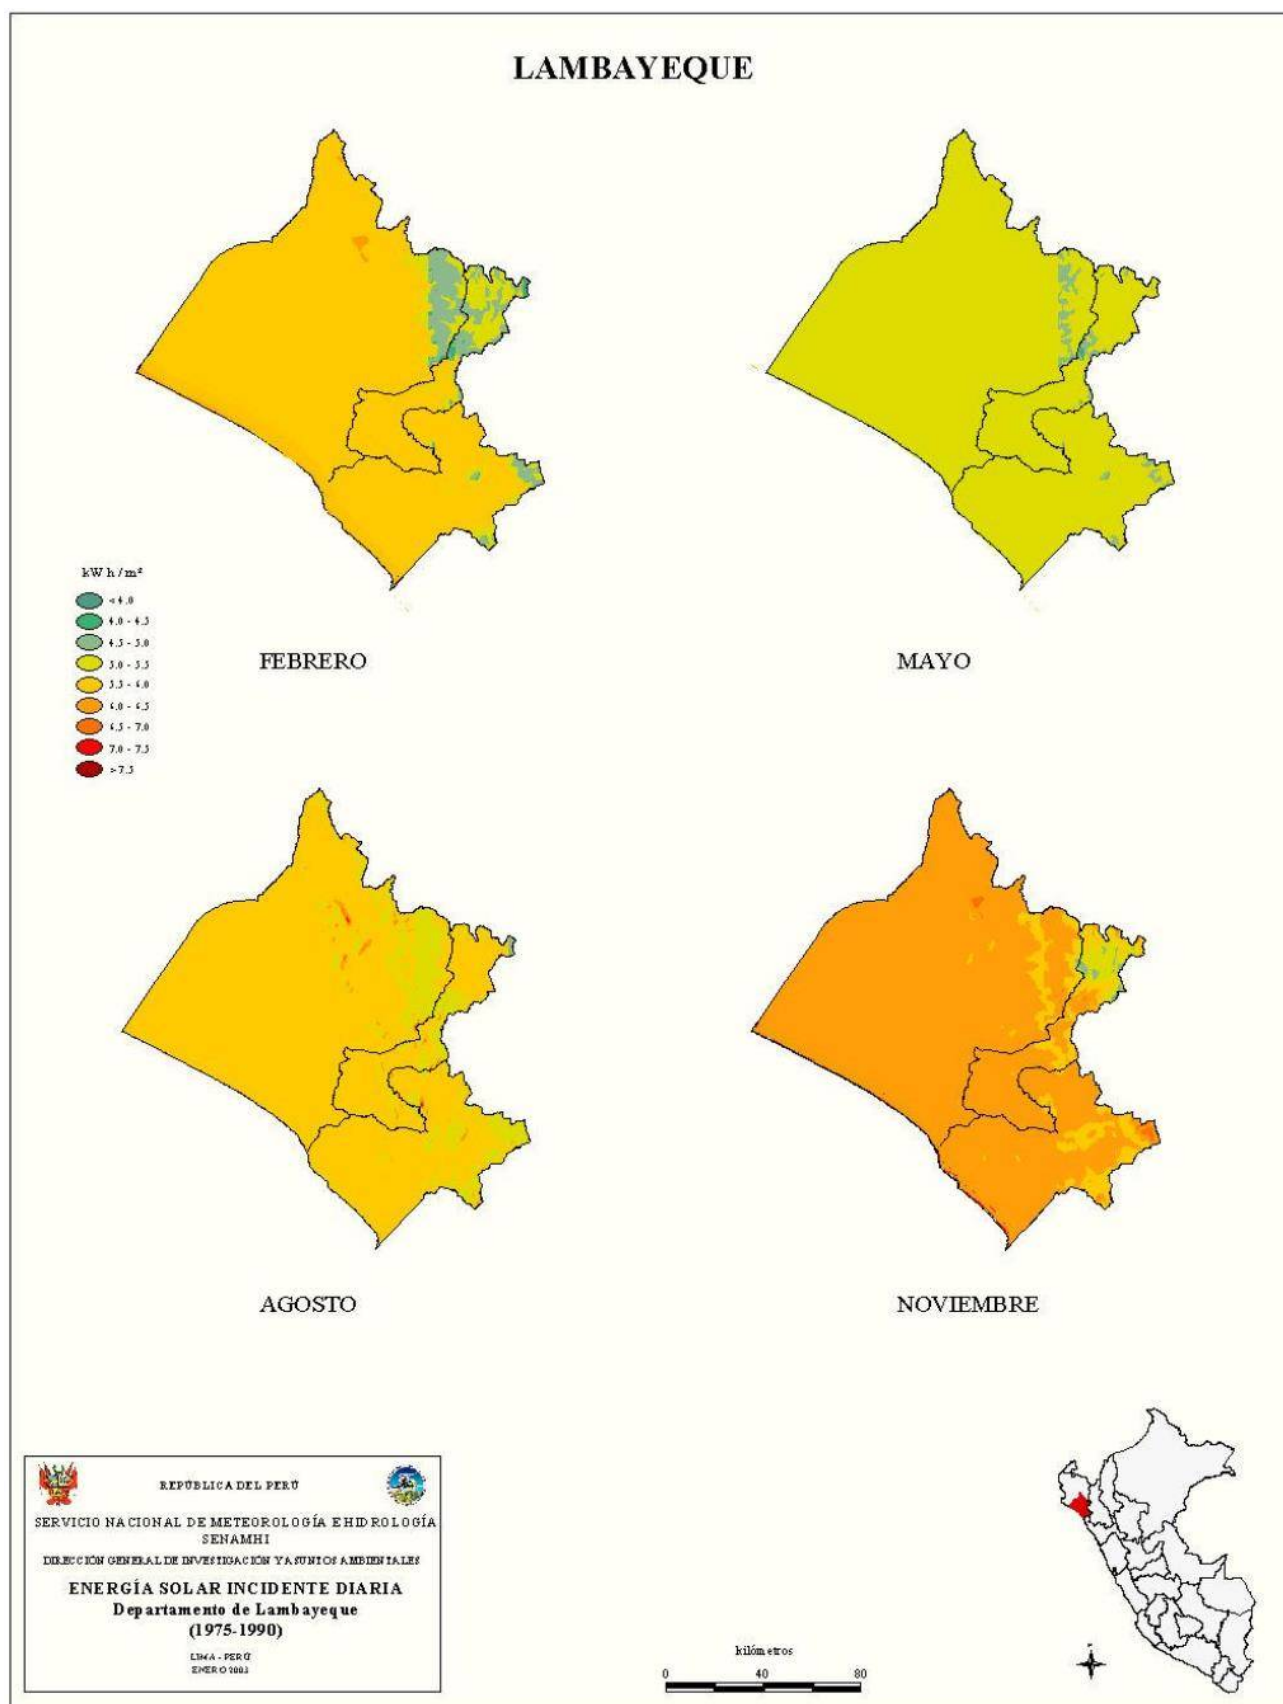 LAMBAYEQUE
kW h / m²
< 4.0
4.0 - 4.5
4.5 - 5.0
5.0 - 5.5
5.5 - 6.0
6.0 - 6.5
6.5 - 7.0
7.0 - 7.5
> 7.5
FEBRERO
MAYO
AGOSTO
NOVIEMBRE
REPÚBLICA DEL PERÚ
SERVICIO NACIONAL DE METEOROLOGÍA E HIDROLOGÍA
SENAMHI
DIRECCIÓN GENERAL DE INVESTIGACIÓN Y ASUNTOS AMBIENTALES
ENERGÍA SOLAR INCIDENTE DIARIA
Departamento de Lambayeque
(1975-1990)
LIMA - PERÚ
ENERO 2003
kilómetros
0 40 80